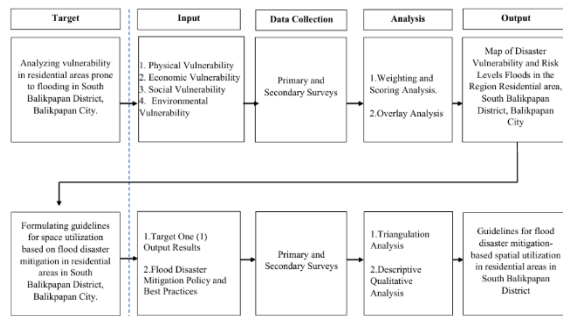 Target
Input
Data Collection
Analysis
Output
Analyzing vulnerability
in residential areas prone
to flooding in South
Balikpapan District,
Balikpapan City.
1. Physical Vulnerability
2. Economic Vulnerability
3. Social Vulnerability
4. Environmental
Vulnerability
Primary and
Secondary Surveys
1.Weighting and
Scoring Analysis.
2.Overlay Analysis
Map of Disaster
Vulnerability and Risk
Levels Floods in the
Region Residential area,
South Balikpapan
District, Balikpapan
City
Formulating guidelines
for space utilization
based on flood disaster
mitigation in residential
areas in South
Balikpapan District,
Balikpapan City.
1.Target One (1)
Output Results
2.Flood Disaster
Mitigation Policy and
Best Practices
Primary and
Secondary Surveys
1.Triangulation
Analysis
2.Descriptive
Qualitative
Analysis
Guidelines for flood
disaster mitigation-
based spatial utilization
in residential areas in
South Balikpapan
District